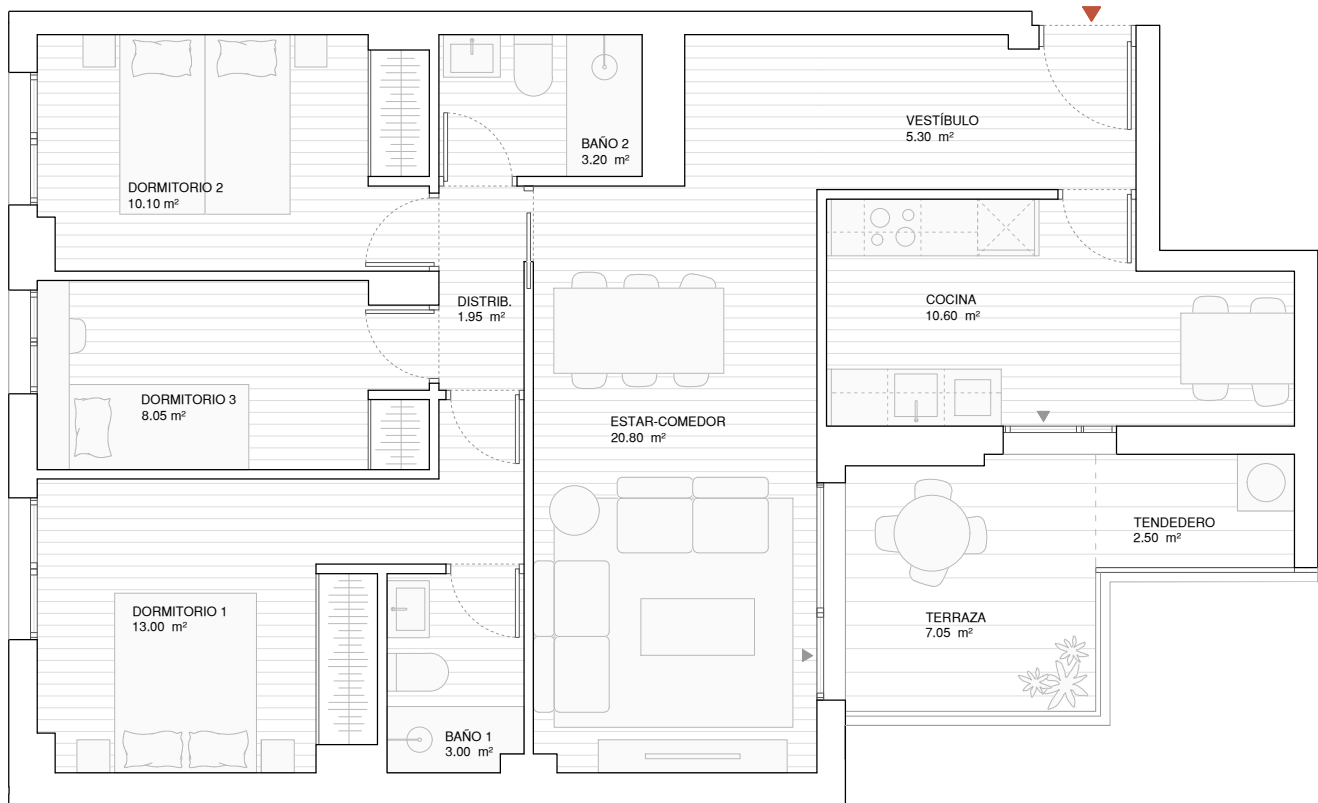 VESTÍBULO
5.30 m²
BAÑO 2
3.20 m²
DORMITORIO 2
10.10 m²
DISTRIB.
1.95 m²
COCINA
10.60 m²
DORMITORIO 3
8.05 m²
ESTAR-COMEDOR
20.80 m²
TENDEDERO
2.50 m²
DORMITORIO 1
13.00 m²
TERRAZA
7.05 m²
BAÑO 1
3.00 m²